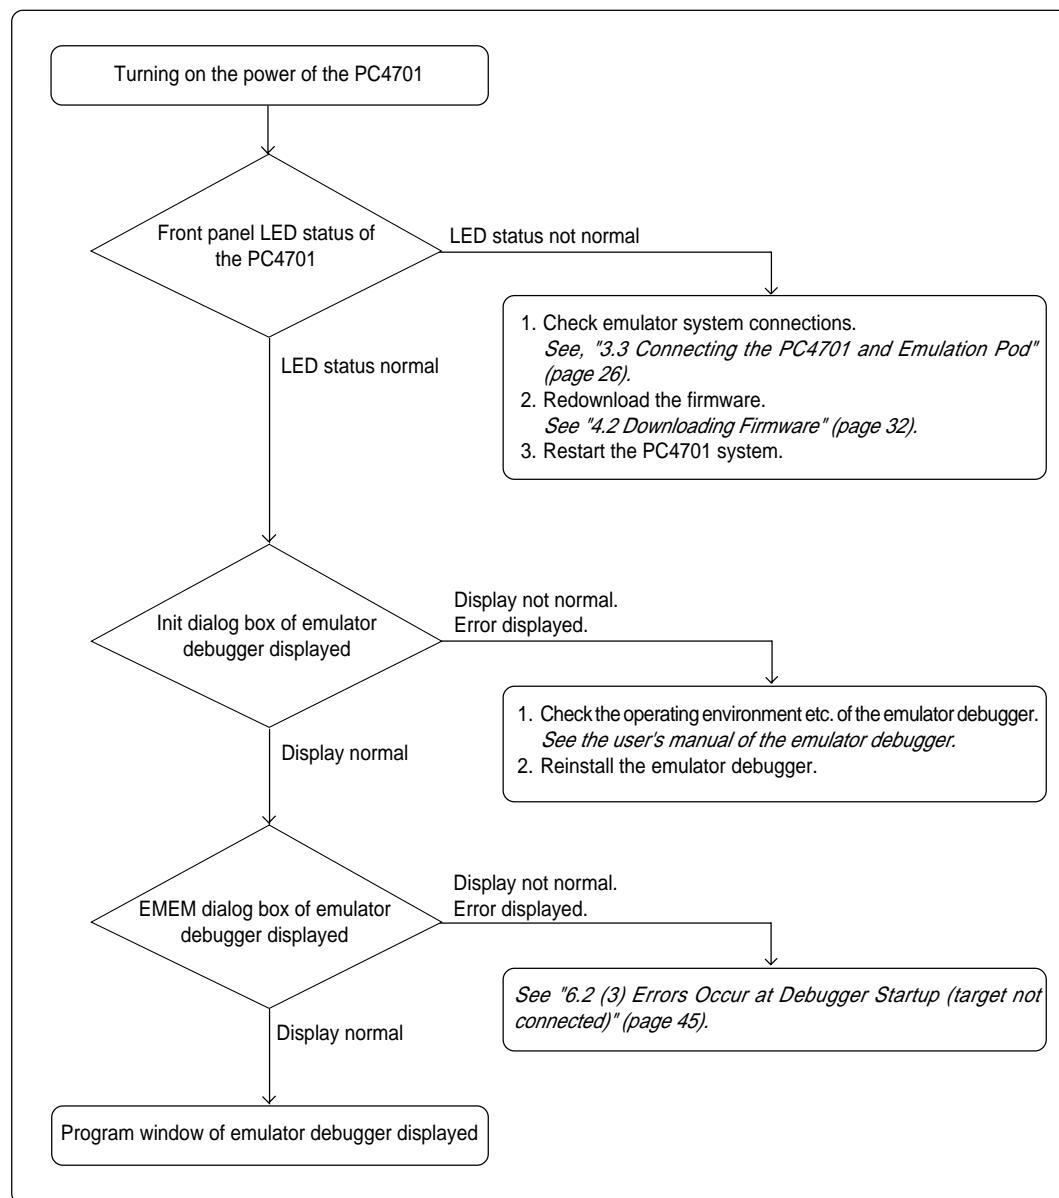 Turning on the power of the PC4701
Front panel LED status of
the PC4701
LED status not normal
1. Check emulator system connections.
See, "3.3 Connecting the PC4701 and Emulation Pod"
(page 26).
2. Redownload the firmware.
See "4.2 Downloading Firmware" (page 32).
3. Restart the PC4701 system.
LED status normal
Init dialog box of emulator
debugger displayed
Display not normal.
Error displayed.
1. Check the operating environment etc. of the emulator debugger.
See the user's manual of the emulator debugger.
2. Reinstall the emulator debugger.
Display normal
EMEM dialog box of emulator
debugger displayed
Display not normal.
Error displayed.
See "6.2 (3) Errors Occur at Debugger Startup (target not
connected)" (page 45).
Display normal
Program window of emulator debugger displayed